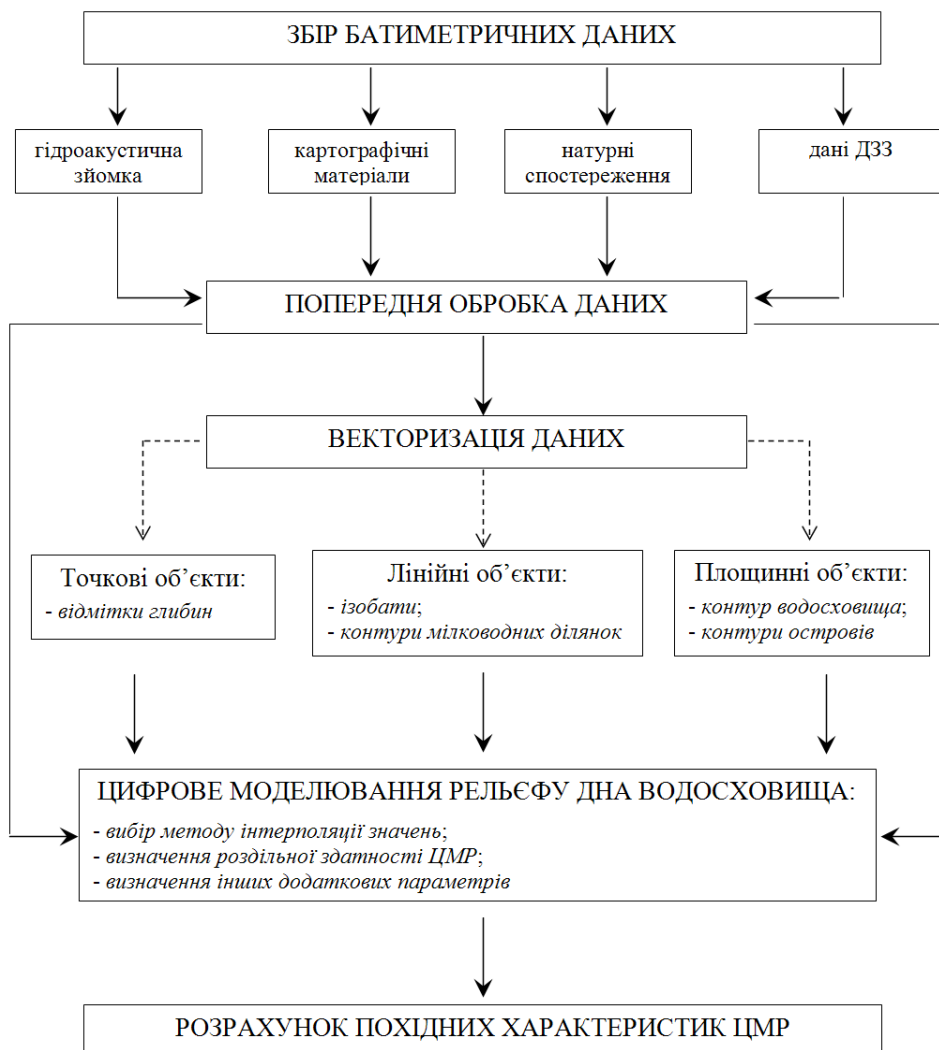 ЗБІР БАТИМЕТРИЧНИХ ДАНИХ
гідроакустична
зйомка
картографічні
матеріали
натурні
спостереження
дані ДЗЗ
ПОПЕРЕДНЯ ОБРОБКА ДАНИХ
ВЕКТОРИЗАЦІЯ ДАНИХ
Точкові об’єкти:
- відмітки глибин
Лінійні об’єкти:
- ізобати;
- контури мілководних ділянок
Площинні об’єкти:
- контур водосховища;
- контури островів
ЦИФРОВЕ МОДЕЛЮВАННЯ РЕЛЬЄФУ ДНА ВОДОСХОВИЩА:
- вибір методу інтерполяції значень;
- визначення роздільної здатності ЦМР;
- визначення інших додаткових параметрів
РОЗРАХУНОК ПОХІДНИХ ХАРАКТЕРИСТИК ЦМР